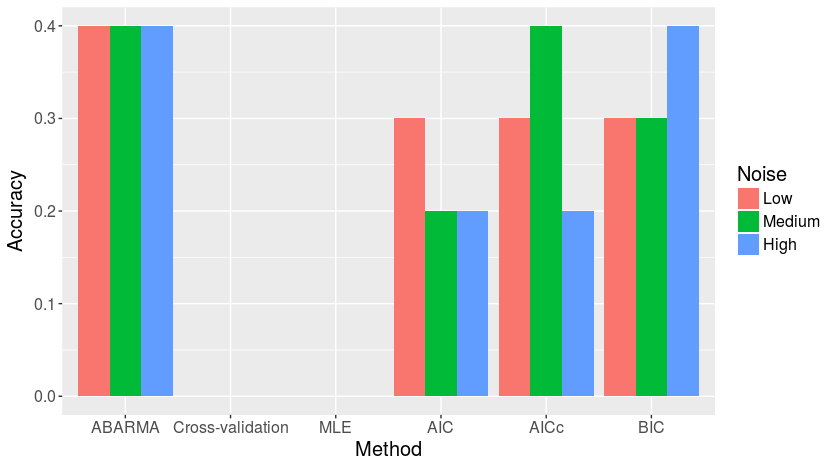 Accuracy
0.4
0.3
0.2
0.1
0.0
ABARMA Cross-validation MLE AIC AICc BIC
Method
Noise
Low
Medium
High